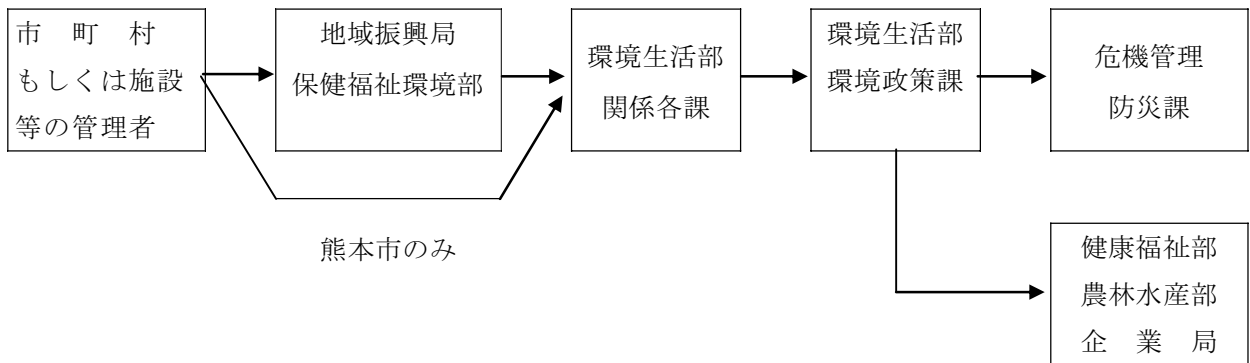 市　町　村
もしくは施設
等の管理者
地域振興局
保健福祉環境部
環境生活部
関係各課
環境生活部
環境政策課
危機管理
防災課
熊本市のみ
健康福祉部
農林水産部
企　業　局